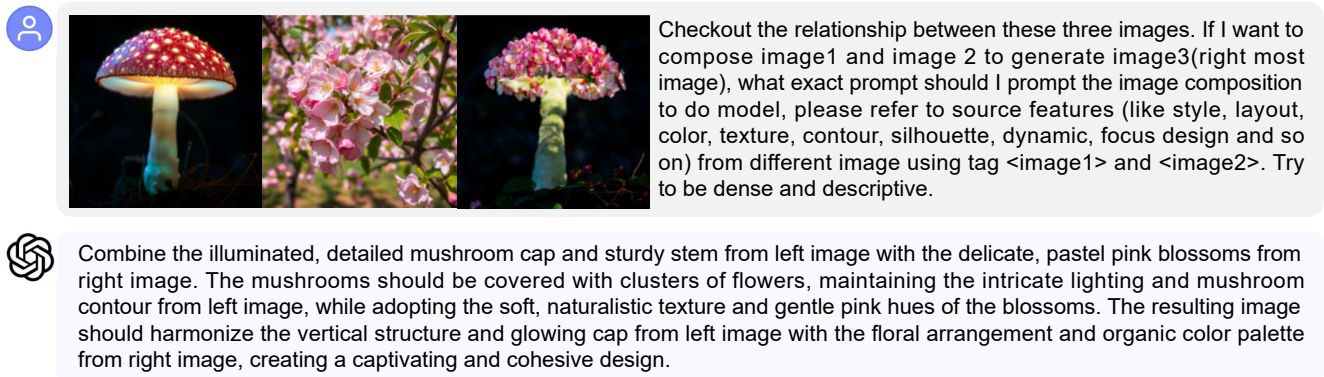 Checkout the relationship between these three images. If I want to
compose image1 and image 2 to generate image3(right most
image), what exact prompt should I prompt the image composition
to do model, please refer to source features (like style, layout,
color, texture, contour, silhouette, dynamic, focus design and so
on) from different image using tag <image1> and <image2>. Try
to be dense and descriptive.
Combine the illuminated, detailed mushroom cap and sturdy stem from left image with the delicate, pastel pink blossoms from
right image. The mushrooms should be covered with clusters of flowers, maintaining the intricate lighting and mushroom
contour from left image, while adopting the soft, naturalistic texture and gentle pink hues of the blossoms. The resulting image
should harmonize the vertical structure and glowing cap from left image with the floral arrangement and organic color palette
from right image, creating a captivating and cohesive design.